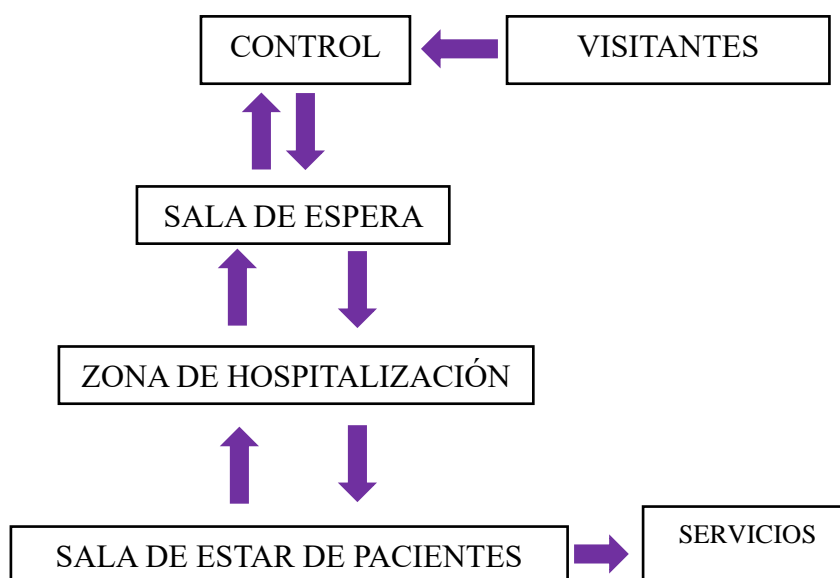 CONTROL
VISITANTES
SALA DE ESPERA
ZONA DE HOSPITALIZACIÓN
SALA DE ESTAR DE PACIENTES
SERVICIOS